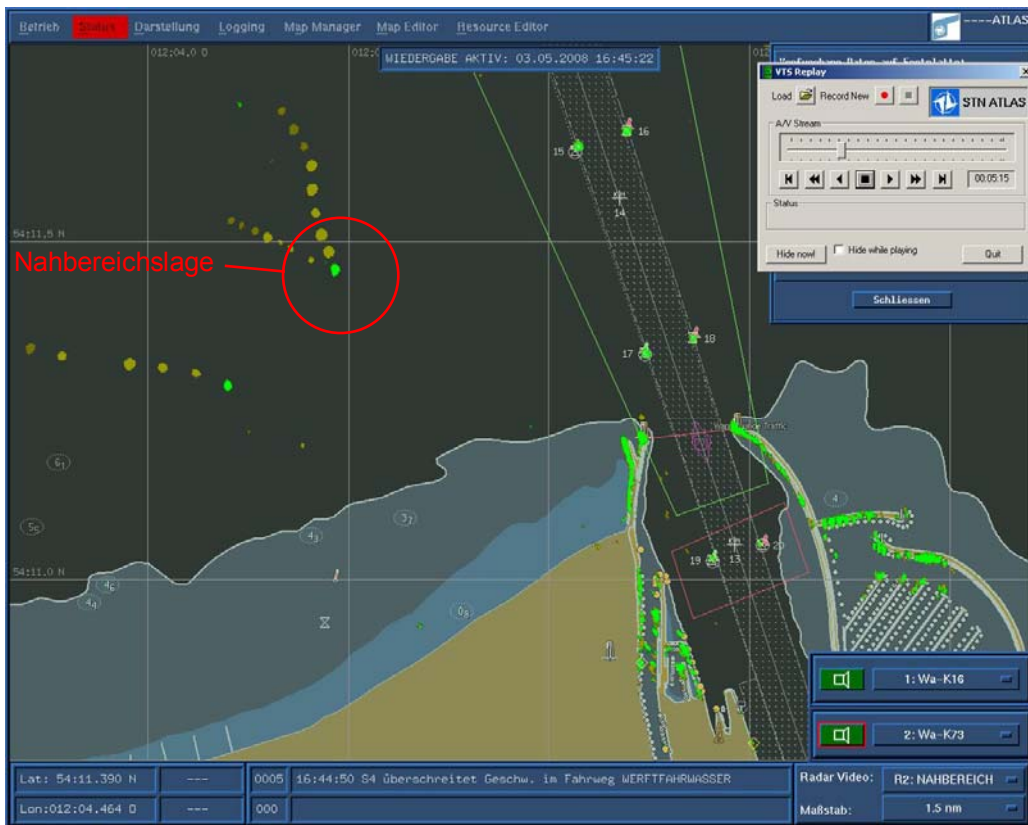 Betrieb Status Darstellung Logging Map Manager Map Editor Resource Editor
----ATLAS
012:04.0 O
WIEDERGABE AKTIV: 03.05.2008 16:45:22
VTS Replay
Load Record New
STN ATLAS
A/V Stream
00:05:15
Status
Hide now!
Hide while playing
Quit
Schliessen
16
15
14
54:11,5 N
Nahbereichslage
18
17
4
20
19
13
54:11.0 N
1: Wa-K16
2: Wa-K73
Lat: 54:11.390 N
---
0005
16:44:50 S4 überschreitet Geschw. im Fahrweg WERFTFAHRWASSER
Radar Video:
R2: NAHBEREICH
Lon:012:04.464 O
---
000
Maßstab:
1.5 nm